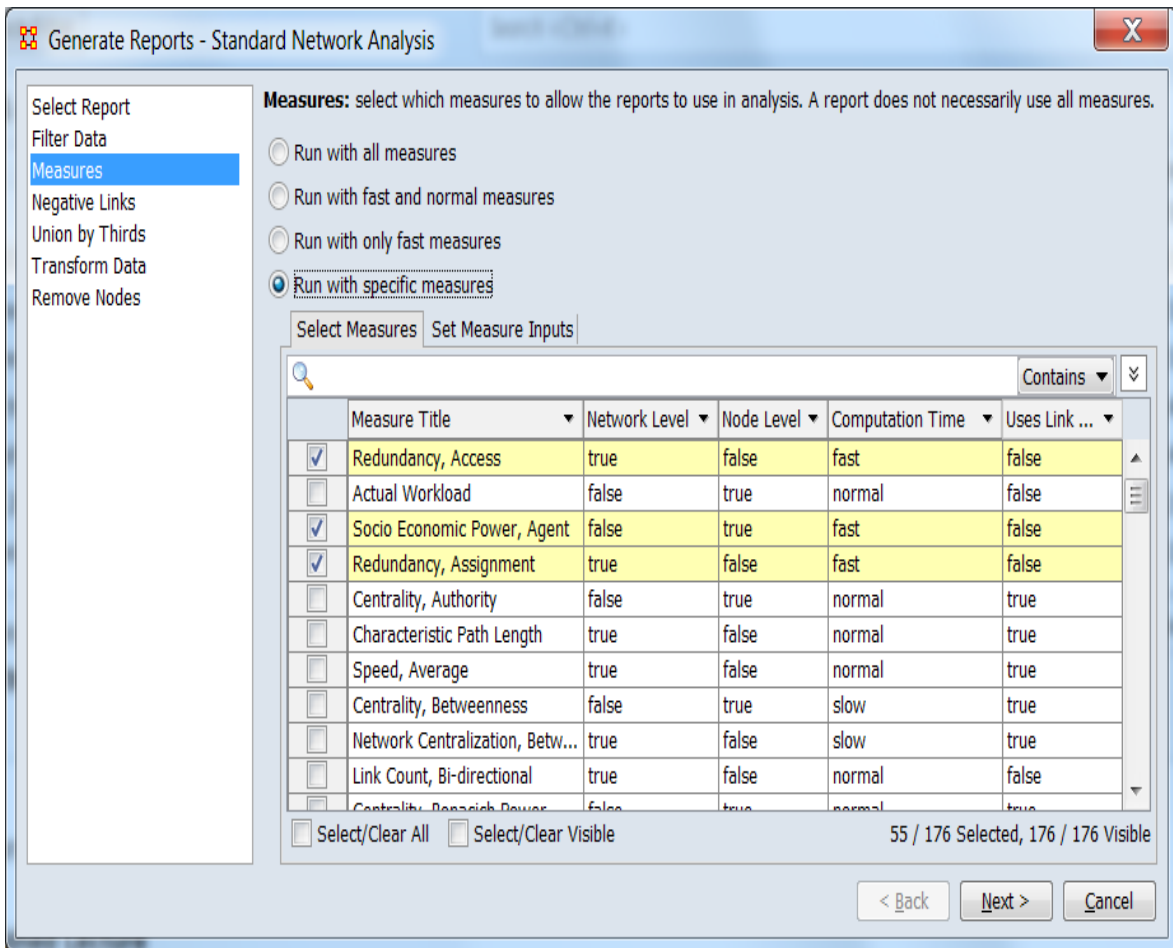 Generate Reports - Standard Network Analysis
X
Select Report
Filter Data
Measures
Negative Links
Union by Thirds
Transform Data
Remove Nodes
Measures: select which measures to allow the reports to use in analysis. A report does not necessarily use all measures.
Run with all measures
Run with fast and normal measures
Run with only fast measures
Run with specific measures
Select Measures Set Measure Inputs
Contains
Measure Title Network Level Node Level Computation Time Uses Link ...
Redundancy, Access true false fast false
Actual Workload false true normal false
Socio Economic Power, Agent false true fast false
Redundancy, Assignment true false fast false
Centrality, Authority false true normal true
Characteristic Path Length true false normal true
Speed, Average true false normal true
Centrality, Betweenness false true slow true
Network Centralization, Betw... true false slow true
Link Count, Bi-directional true false normal false
Centrality, Bonacich Power false true normal true
Select/Clear All Select/Clear Visible 55 / 176 Selected, 176 / 176 Visible
< Back Next > Cancel